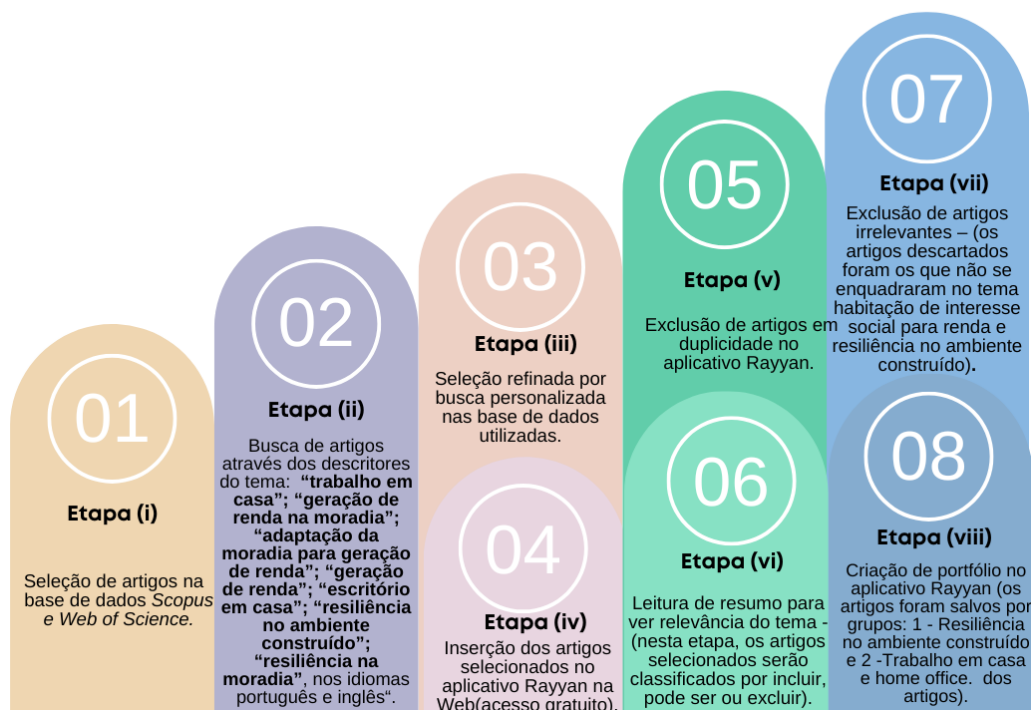 01
Etapa (i)
Seleção de artigos na
base de dados Scopus
e Web of Science.
02
Etapa (ii)
Busca de artigos
através dos descritores
do tema: “trabalho em
casa”; “geração de
renda na moradia”;
“adaptação da
moradia para geração
de renda”; “geração
de renda”; “escritório
em casa”; “resiliência
no ambiente
construído”;
“resiliência na
moradia”, nos idiomas
português e inglês“.
03
Etapa (iii)
Seleção refinada por
busca personalizada
nas base de dados
utilizadas.
04
Etapa (iv)
Inserção dos artigos
selecionados no
aplicativo Rayyan na
Web(acesso gratuito).
05
Etapa (v)
Exclusão de artigos em
duplicidade no
aplicativo Rayyan.
06
Etapa (vi)
Leitura de resumo para
ver relevância do tema -
(nesta etapa, os artigos
selecionados serão
classificados por incluir,
pode ser ou excluir).
07
Etapa (vii)
Exclusão de artigos
irrelevantes – (os
artigos descartados
foram os que não se
enquadraram no tema
habitação de interesse
social para renda e
resiliência no ambiente
construído).
08
Etapa (viii)
Criação de portfólio no
aplicativo Rayyan (os
artigos foram salvos por
grupos: 1 - Resiliência
no ambiente construído
e 2 -Trabalho em casa
e home office. dos
artigos).